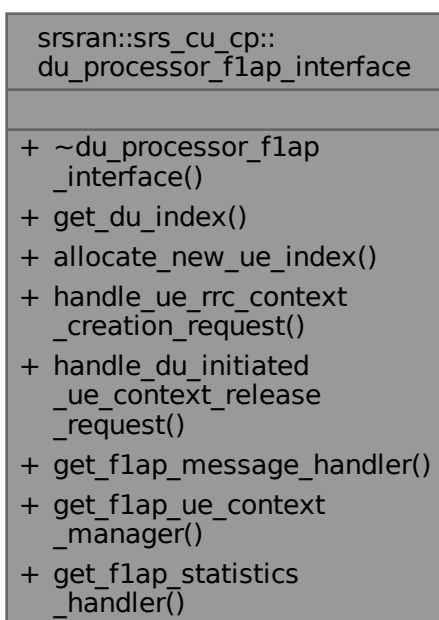 srsran::srs_cu_cp::
du_processor_f1ap_interface
+ ~du_processor_f1ap
_interface()
+ get_du_index()
+ allocate_new_ue_index()
+ handle_ue_rrc_context
_creation_request()
+ handle_du_initiated
_ue_context_release
_request()
+ get_f1ap_message_handler()
+ get_f1ap_ue_context
_manager()
+ get_f1ap_statistics
_handler()